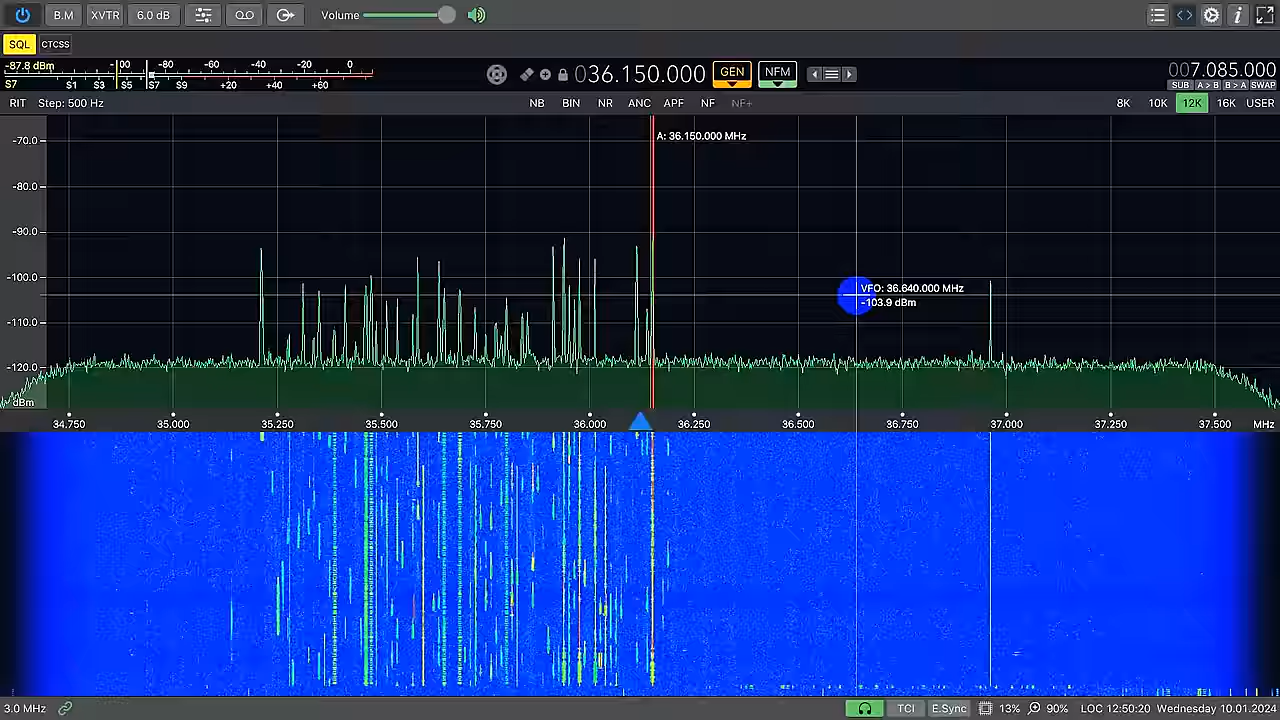 B.M XVTR 6.0 dB Volume
SQL CTCSS
-87.8 dBm -100 -80 -60 -40 -20 0
S7 S1 S3 S5 S7 S9 +20 +40 +60
036.150.000 GEN NFM
007.085.000
SUB A > B B > A SWAP
RIT Step: 500 Hz NB BIN NR ANC APF NF NF+ 8K 10K 12K 16K USER
A: 36.150.000 MHz
-70.0
-80.0
-90.0
-100.0
VFO: 36.640.000 MHz
-103.9 dBm
-110.0
-120.0
dBm
34.750 35.000 35.250 35.500 35.750 36.000 36.250 36.500 36.750 37.000 37.250 37.500 MHz
3.0 MHz TCI E.Sync 13% 90% LOC 12:50:20 Wednesday 10.01.2024